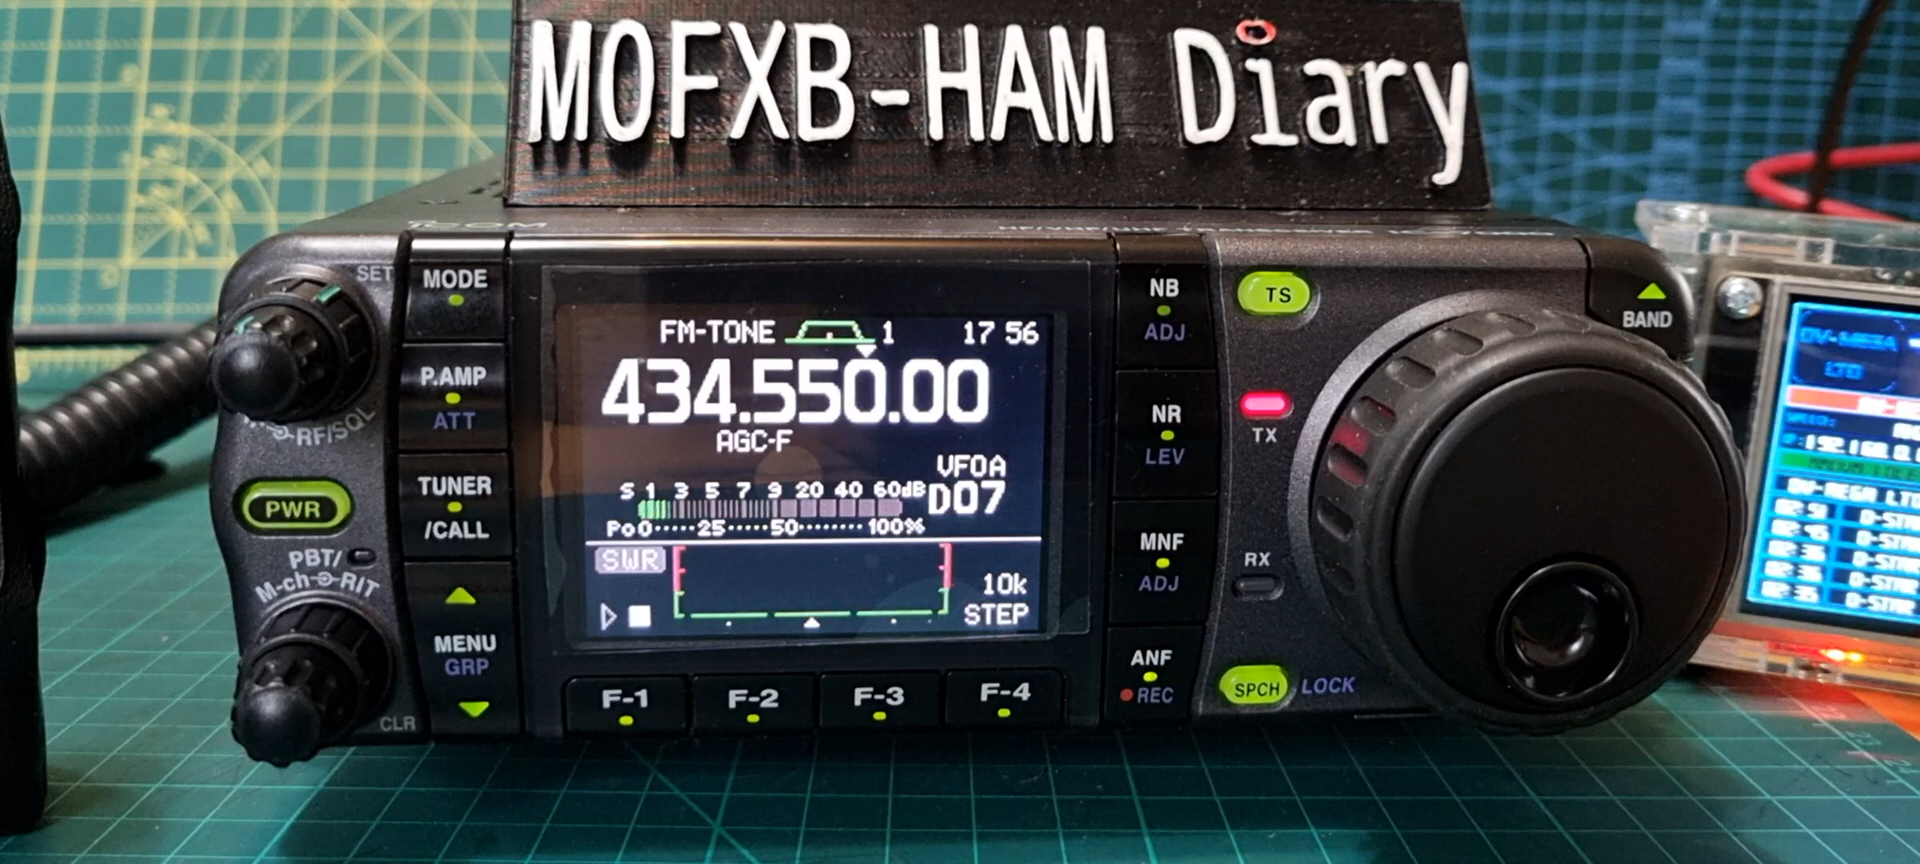 MOFXB-HAM Diary
ICOM
SET
MODE
P.AMP
ATT
RF/SQL
TUNER
/CALL
PWR
PBT/
M-ch RIT
MENU
GRP
CLR
FM-TONE 1 17 56
434.550.00
AGC-F
VFOA
S 1 3 5 7 9 20 40 60dB
D07
Po0 25 50 100%
SWR
10k
STEP
F-1 F-2 F-3 F-4
NB
ADJ
NR
LEV
MNF
ADJ
ANF
REC
TS
TX
RX
SPCH LOCK
BAND